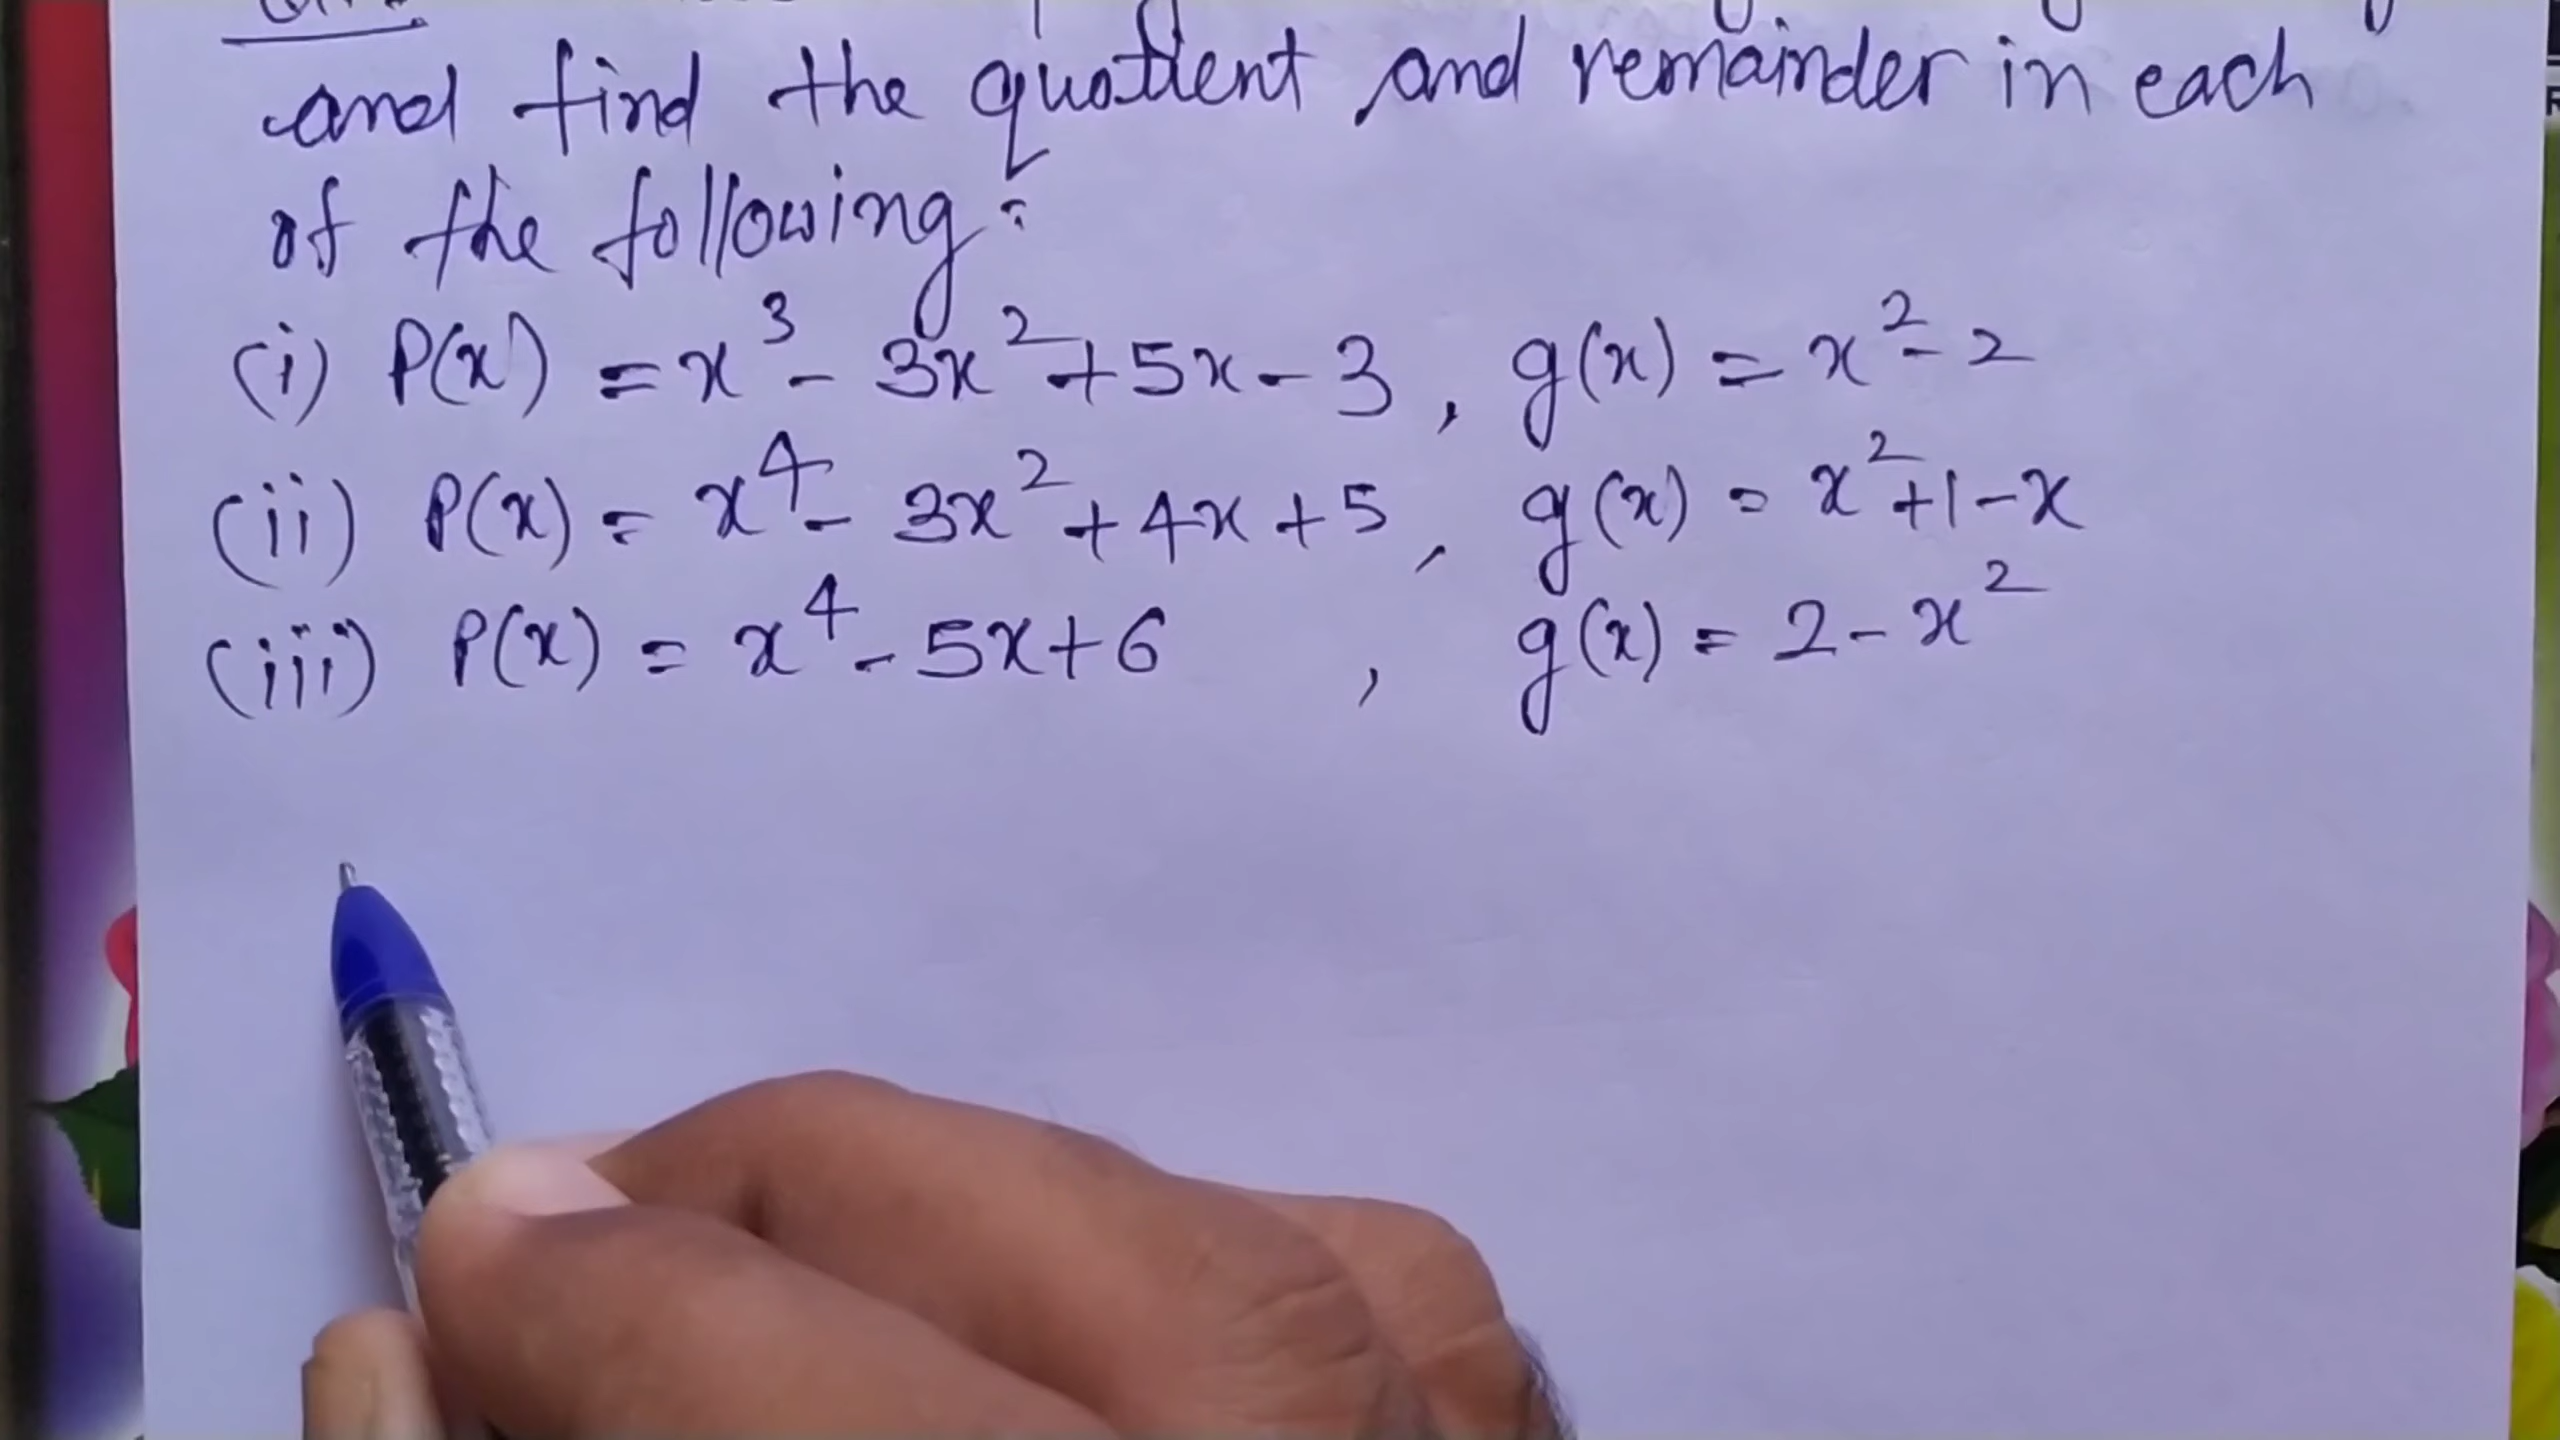 and find the quotient and remainder in each
of the following:
(i) P(x) = x³ - 3x² + 5x - 3, g(x) = x² - 2
(ii) P(x) = x⁴ - 3x² + 4x + 5, g(x) = x² + 1 - x
(iii) P(x) = x⁴ - 5x + 6 , g(x) = 2 - x²